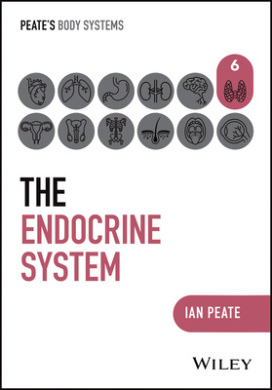 PEATE'S BODY SYSTEMS
6
THE
ENDOCRINE
SYSTEM
IAN PEATE
WILEY